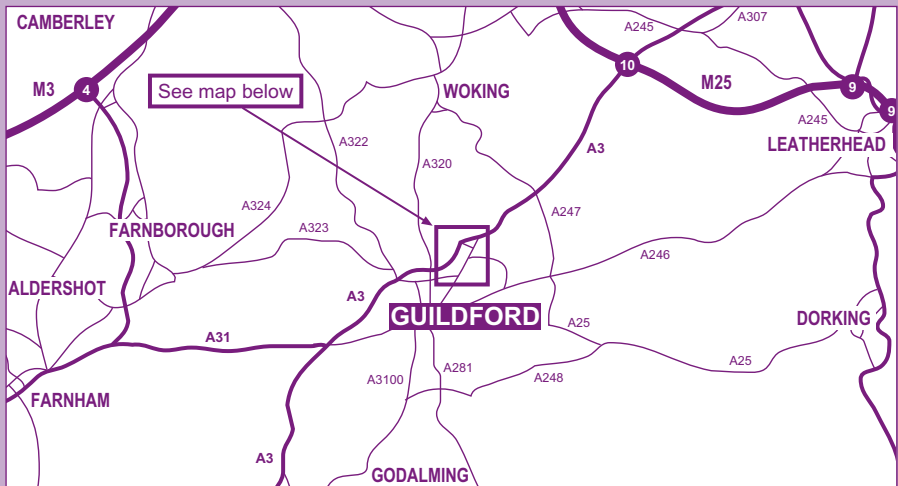 CAMBERLEY
A245
A307
M3
4
See map below
WOKING
10
M25
9
9
A245
LEATHERHEAD
A322
A320
A3
A324
A247
FARNBOROUGH
A323
A246
ALDERSHOT
A3
GUILDFORD
A25
DORKING
A31
A25
A3100
A281
A248
FARNHAM
A3
GODALMING